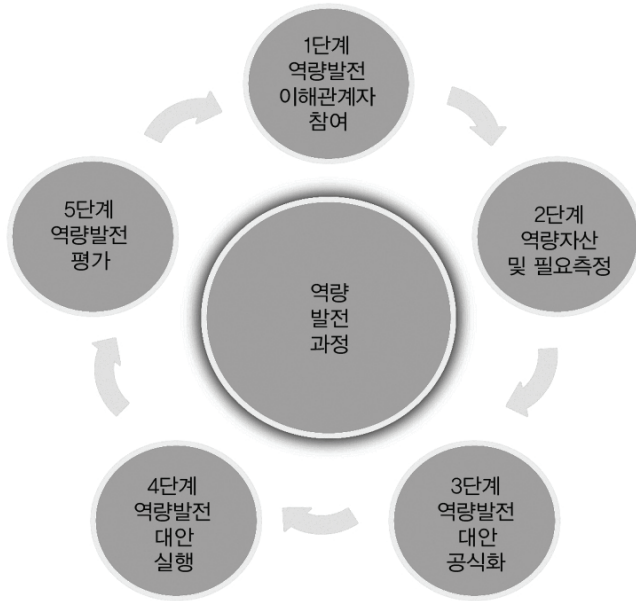 1단계
역량발전
이해관계자
참여
2단계
역량자산
및 필요측정
3단계
역량발전
대안
공식화
4단계
역량발전
대안
실행
5단계
역량발전
평가
역량
발전
과정